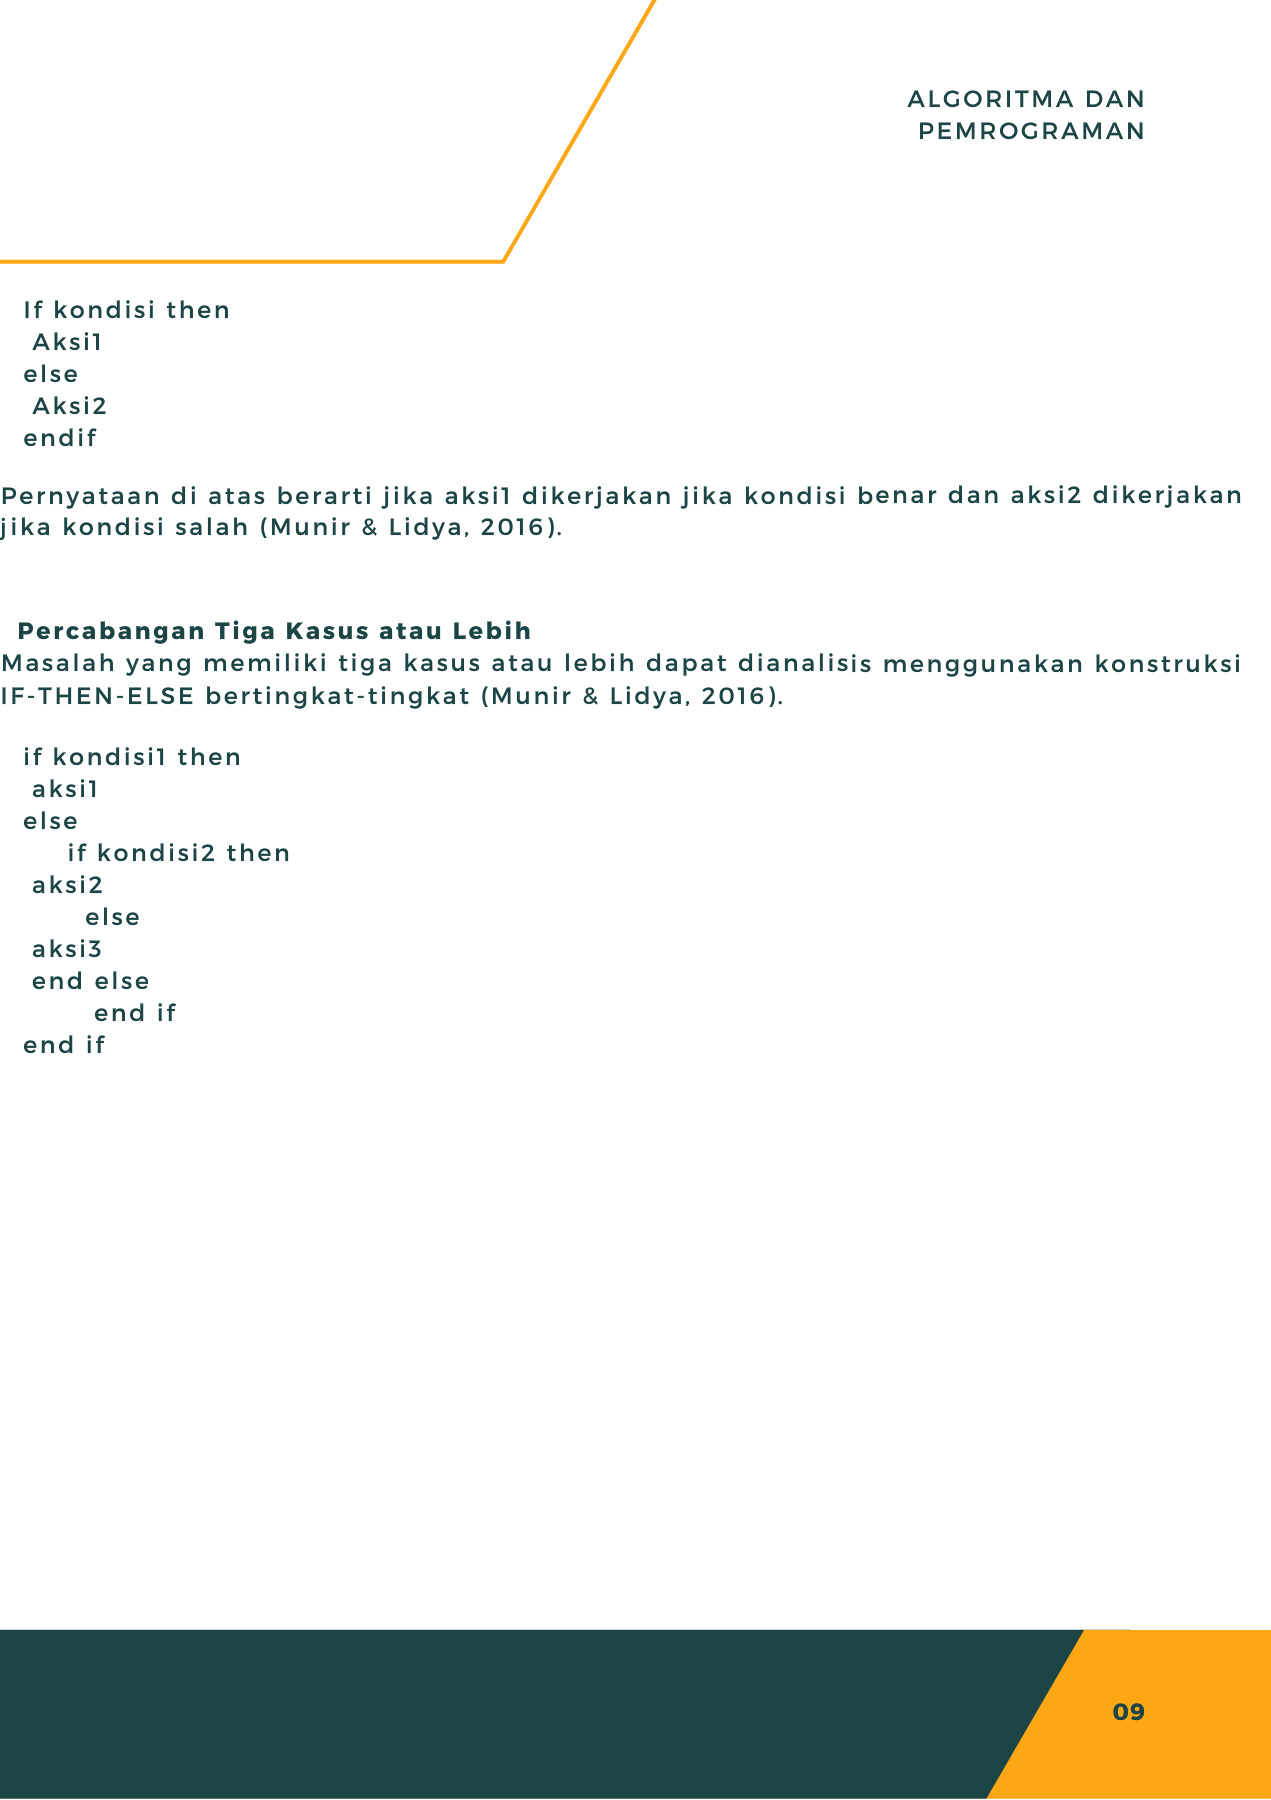 ALGORITMA DAN
PEMROGRAMAN
If kondisi then
Aksi1
else
Aksi2
endif
Pernyataan di atas berarti jika aksi1 dikerjakan jika kondisi benar dan aksi2 dikerjakan
jika kondisi salah (Munir & Lidya, 2016).
Percabangan Tiga Kasus atau Lebih
Masalah yang memiliki tiga kasus atau lebih dapat dianalisis menggunakan konstruksi
IF-THEN-ELSE bertingkat-tingkat (Munir & Lidya, 2016).
if kondisi1 then
aksi1
else
if kondisi2 then
aksi2
else
aksi3
end else
end if
end if
09